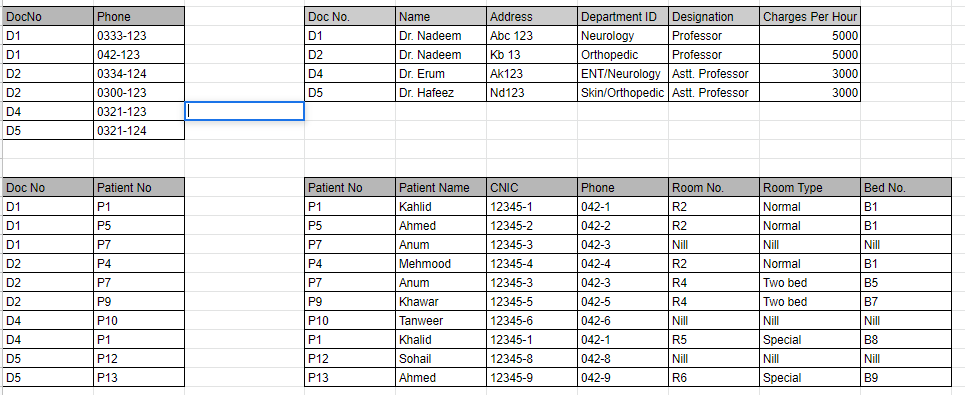 DocNo Phone
D1 0333-123
D1 042-123
D2 0334-124
D2 0300-123
D4 0321-123
D5 0321-124
Doc No. Name Address Department ID Designation Charges Per Hour
D1 Dr. Nadeem Abc 123 Neurology Professor 5000
D2 Dr. Nadeem Kb 13 Orthopedic Professor 5000
D4 Dr. Erum Ak123 ENT/Neurology Astt. Professor 3000
D5 Dr. Hafeez Nd123 Skin/Orthopedic Astt. Professor 3000
Doc No Patient No
D1 P1
D1 P5
D1 P7
D2 P4
D2 P7
D2 P9
D4 P10
D4 P1
D5 P12
D5 P13
Patient No Patient Name CNIC Phone Room No. Room Type Bed No.
P1 Kahlid 12345-1 042-1 R2 Normal B1
P5 Ahmed 12345-2 042-2 R2 Normal B1
P7 Anum 12345-3 042-3 Nill Nill Nill
P4 Mehmood 12345-4 042-4 R2 Normal B1
P7 Anum 12345-3 042-3 R4 Two bed B5
P9 Khawar 12345-5 042-5 R4 Two bed B7
P10 Tanweer 12345-6 042-6 Nill Nill Nill
P1 Khalid 12345-1 042-1 R5 Special B8
P12 Sohail 12345-8 042-8 Nill Nill Nill
P13 Ahmed 12345-9 042-9 R6 Special B9